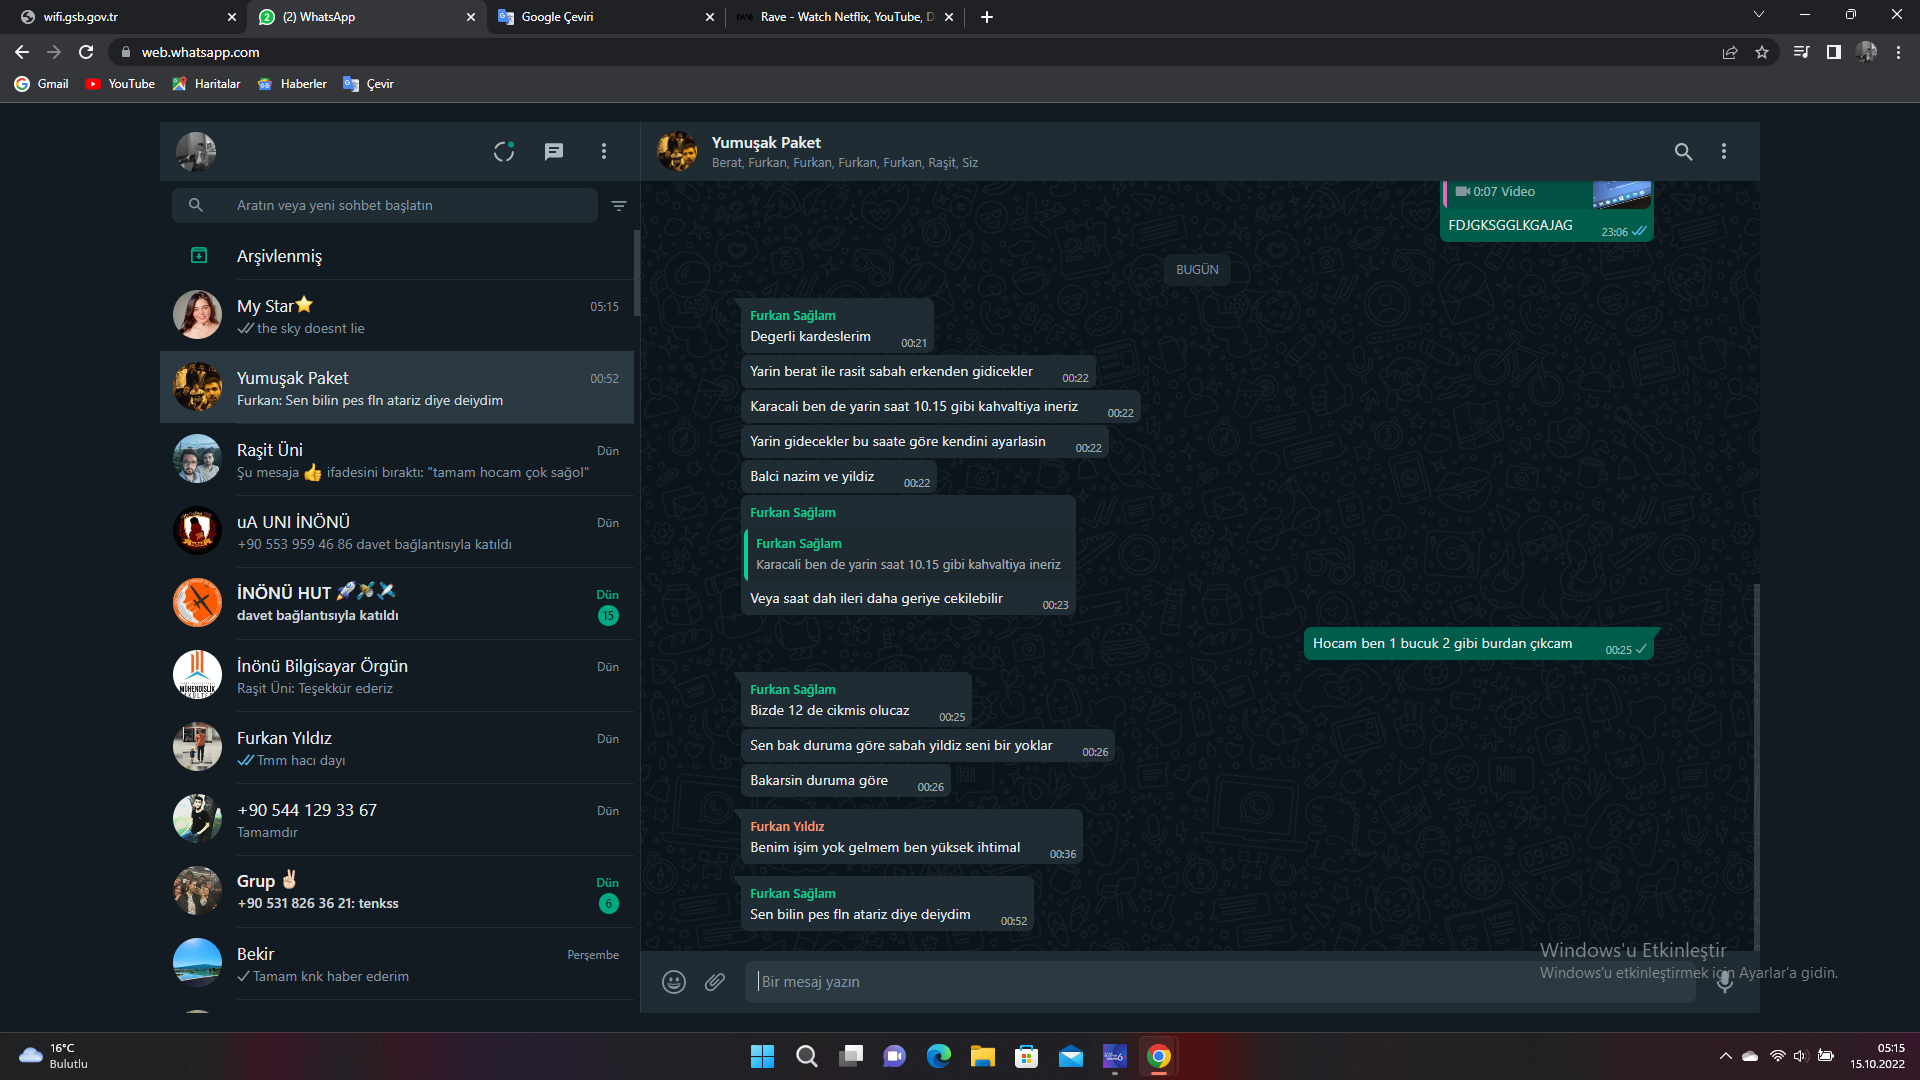 wifi.gsb.gov.tr
(2) WhatsApp
Google Çeviri
Rave - Watch Netflix, YouTube, D
web.whatsapp.com
Gmail
YouTube
Haritalar
Haberler
Çevir
Aratın veya yeni sohbet başlatın
Arşivlenmiş
My Star⭐
05:15
the sky doesnt lie
Yumuşak Paket
00:52
Furkan: Sen bilin pes fln atariz diye deiydim
Raşit Üni
Dün
Şu mesaja 👍 ifadesini bıraktı: "tamam hocam çok sağol"
uA UNI İNÖNÜ
Dün
+90 553 959 46 86 davet bağlantısıyla katıldı
İNÖNÜ HUT 🚀🛰✈
Dün
davet bağlantısıyla katıldı
15
İnönü Bilgisayar Örgün
Dün
Raşit Üni: Teşekkür ederiz
MÜHENDİSLİK
Furkan Yıldız
Dün
Tmm hacı dayı
+90 544 129 33 67
Dün
Tamamdır
Grup ✌🏻
Dün
+90 531 826 36 21: tenkss
6
Bekir
Perşembe
Tamam knk haber ederim
Yumuşak Paket
Berat, Furkan, Furkan, Furkan, Furkan, Raşit, Siz
0:07 Video
FDJGKSGGLKGAJAG
23:06
BUGÜN
Furkan Sağlam
Degerli kardeslerim
00:21
Yarin berat ile rasit sabah erkenden gidicekler
00:22
Karacali ben de yarin saat 10.15 gibi kahvaltiya ineriz
00:22
Yarin gidecekler bu saate göre kendini ayarlasin
00:22
Balci nazim ve yildiz
00:22
Furkan Sağlam
Furkan Sağlam
Karacali ben de yarin saat 10.15 gibi kahvaltiya ineriz
Veya saat dah ileri daha geriye cekilebilir
00:23
Hocam ben 1 bucuk 2 gibi burdan çıkcam
00:25
Furkan Sağlam
Bizde 12 de cikmis olucaz
00:25
Sen bak duruma göre sabah yildiz seni bir yoklar
00:26
Bakarsin duruma göre
00:26
Furkan Yıldız
Benim işim yok gelmem ben yüksek ihtimal
00:36
Furkan Sağlam
Sen bilin pes fln atariz diye deiydim
00:52
Bir mesaj yazın
Windows'u Etkinleştir
Windows'u etkinleştirmek için Ayarlar'a gidin.
16°C
Bulutlu
05:15
15.10.2022